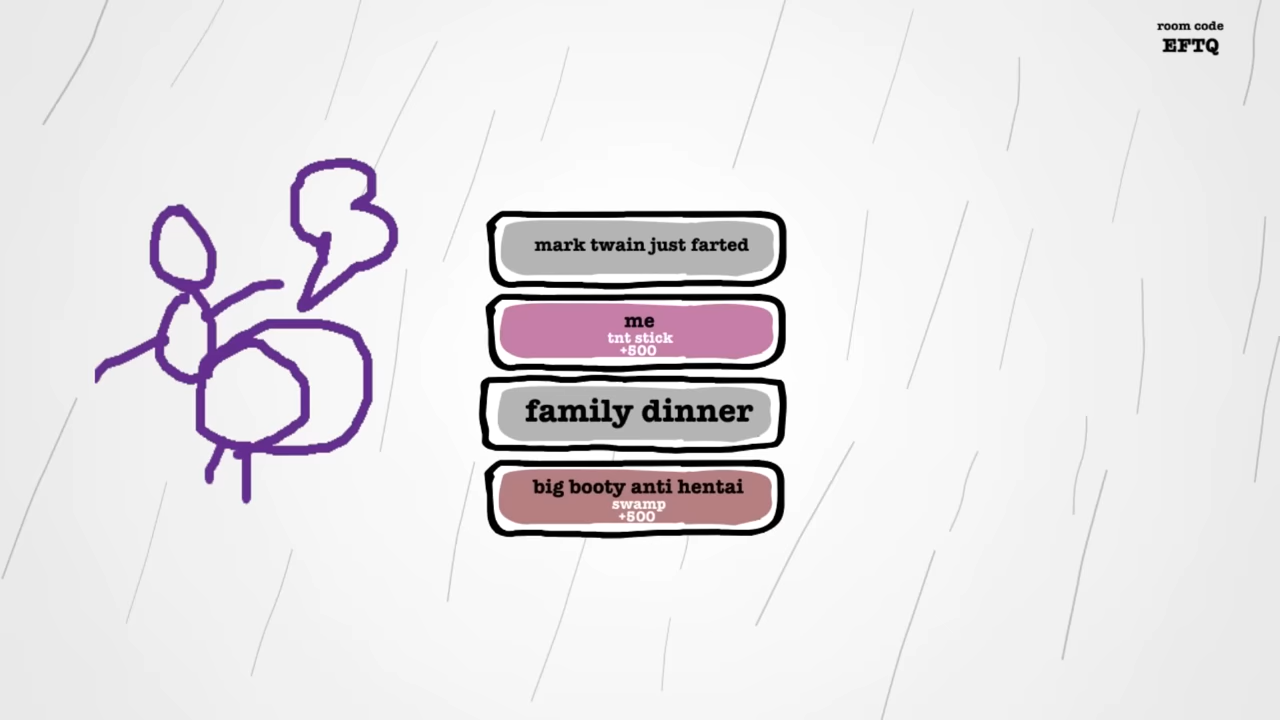 room code
EFTQ
mark twain just farted
me
tnt stick
+500
family dinner
big booty anti hentai
swamp
+500